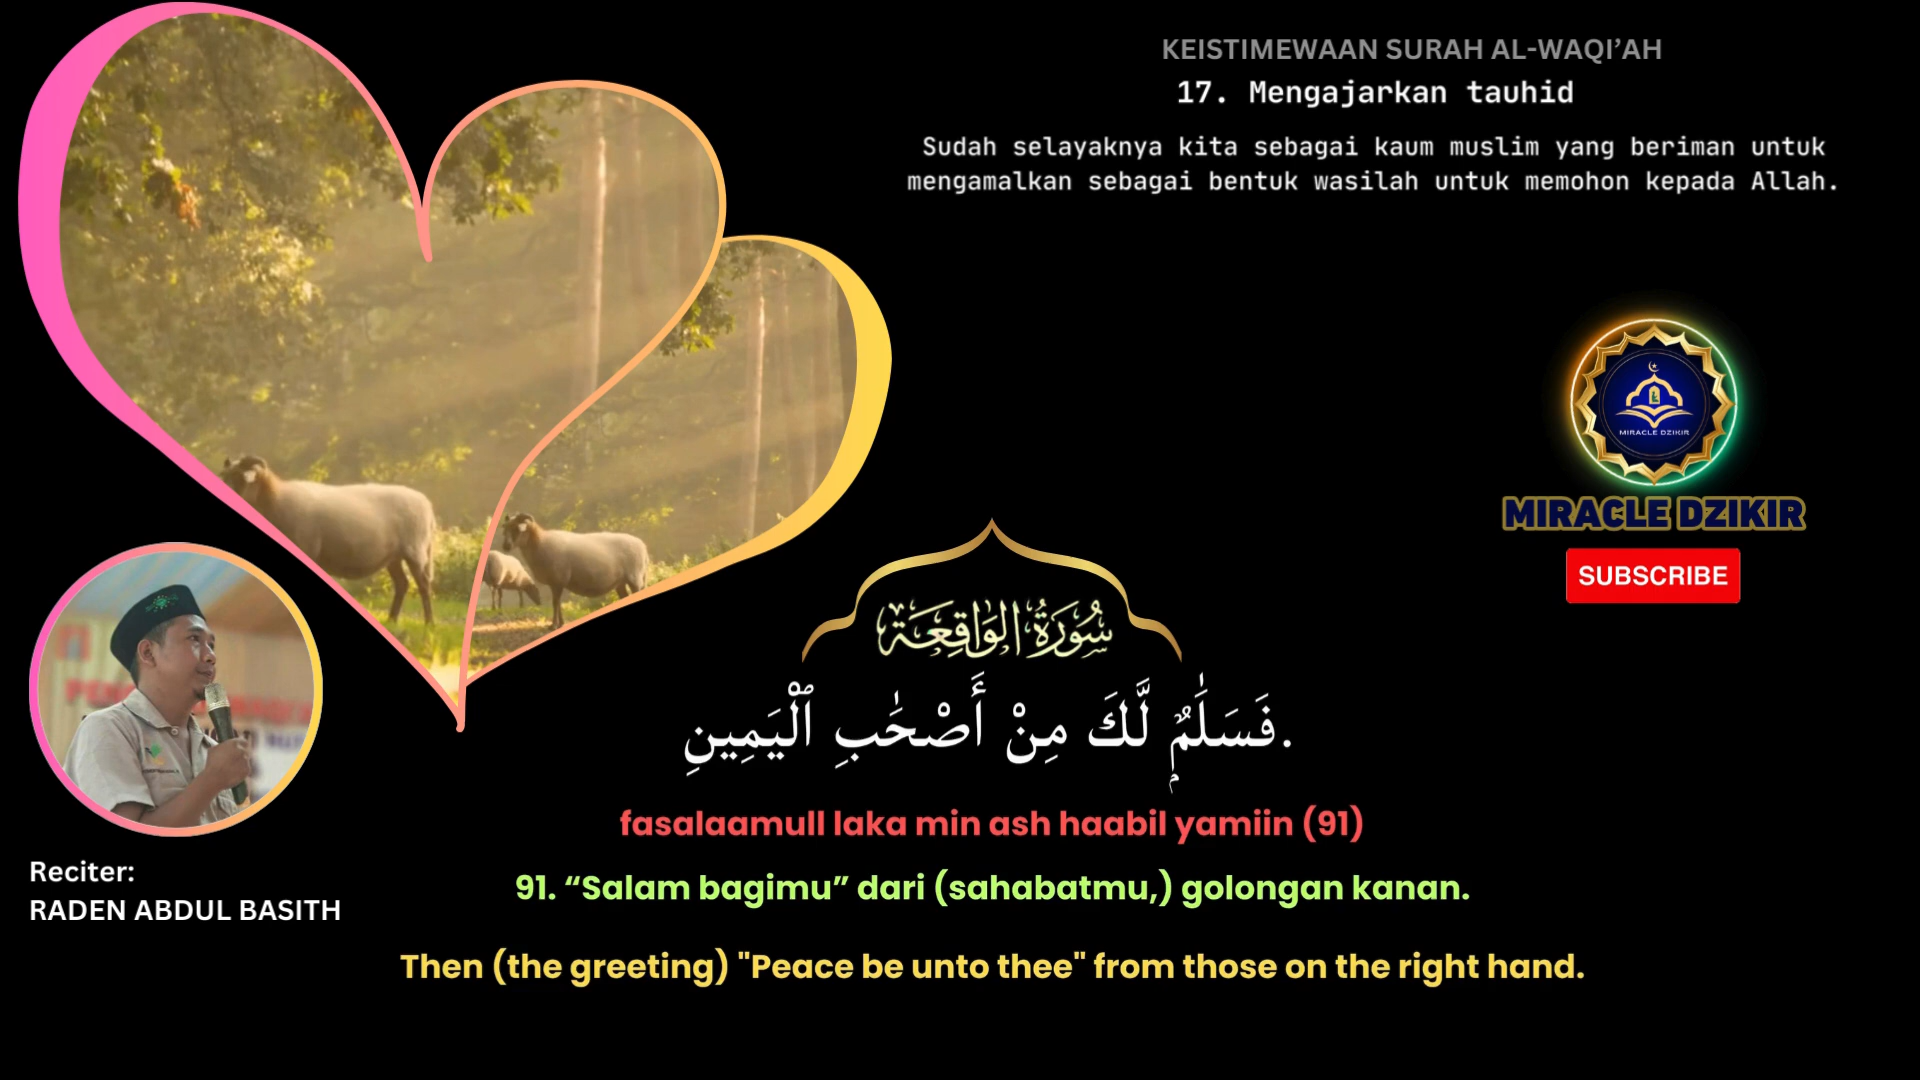 KEISTIMEWAAN SURAH AL-WAQI’AH
17. Mengajarkan tauhid
Sudah selayaknya kita sebagai kaum muslim yang beriman untuk
mengamalkan sebagai bentuk wasilah untuk memohon kepada Allah.
MIRACLE DZIKIR
MIRACLE DZIKIR
SUBSCRIBE
سُورَةُ الوَاقِعَة
فَسَلَٰمٌۭ لَّكَ مِنْ أَصْحَٰبِ ٱلْيَمِينِ.
fasalaamull laka min ash haabil yamiin (91)
91. “Salam bagimu” dari (sahabatmu,) golongan kanan.
Then (the greeting) "Peace be unto thee" from those on the right hand.
Reciter:
RADEN ABDUL BASITH